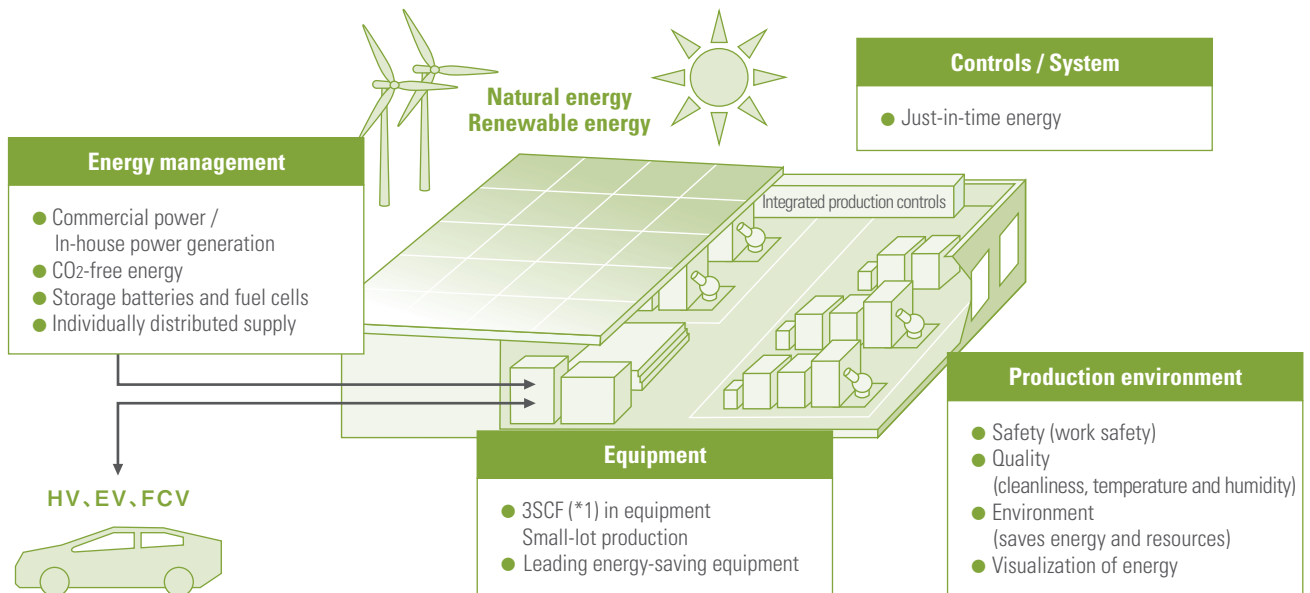 Natural energy
Renewable energy
Controls / System
● Just-in-time energy
Energy management
● Commercial power /
In-house power generation
● CO2-free energy
● Storage batteries and fuel cells
● Individually distributed supply
Integrated production controls
HV、EV、FCV
Equipment
● 3SCF (*1) in equipment
Small-lot production
● Leading energy-saving equipment
Production environment
● Safety (work safety)
● Quality
(cleanliness, temperature and humidity)
● Environment
(saves energy and resources)
● Visualization of energy